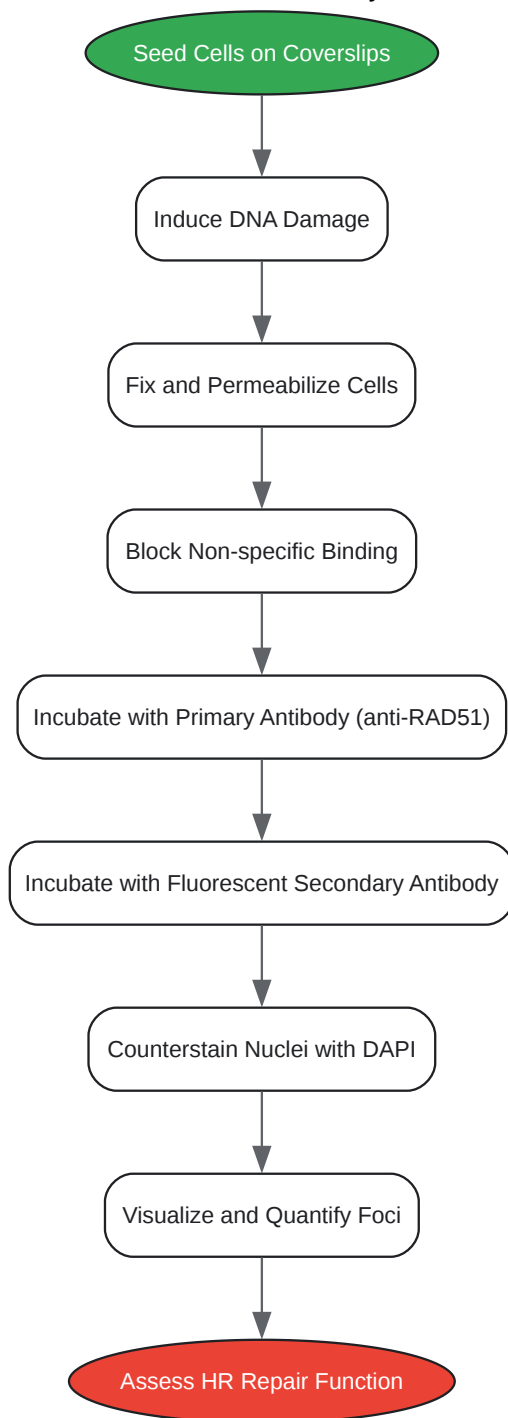 Seed Cells on Coverslips
Induce DNA Damage
Fix and Permeabilize Cells
Block Non-specific Binding
Incubate with Primary Antibody (anti-RAD51)
Incubate with Fluorescent Secondary Antibody
Counterstain Nuclei with DAPI
Visualize and Quantify Foci
Assess HR Repair Function